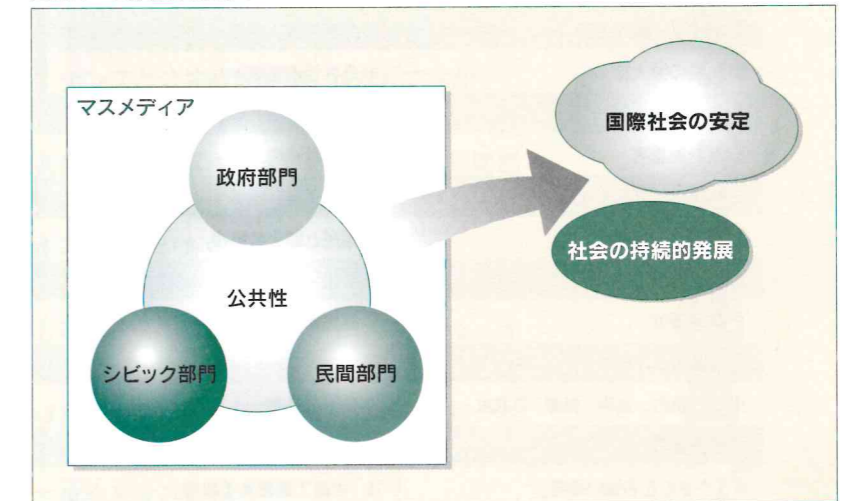 マスメディア
政府部門
公共性
シビック部門
民間部門
国際社会の安定
社会の持続的発展